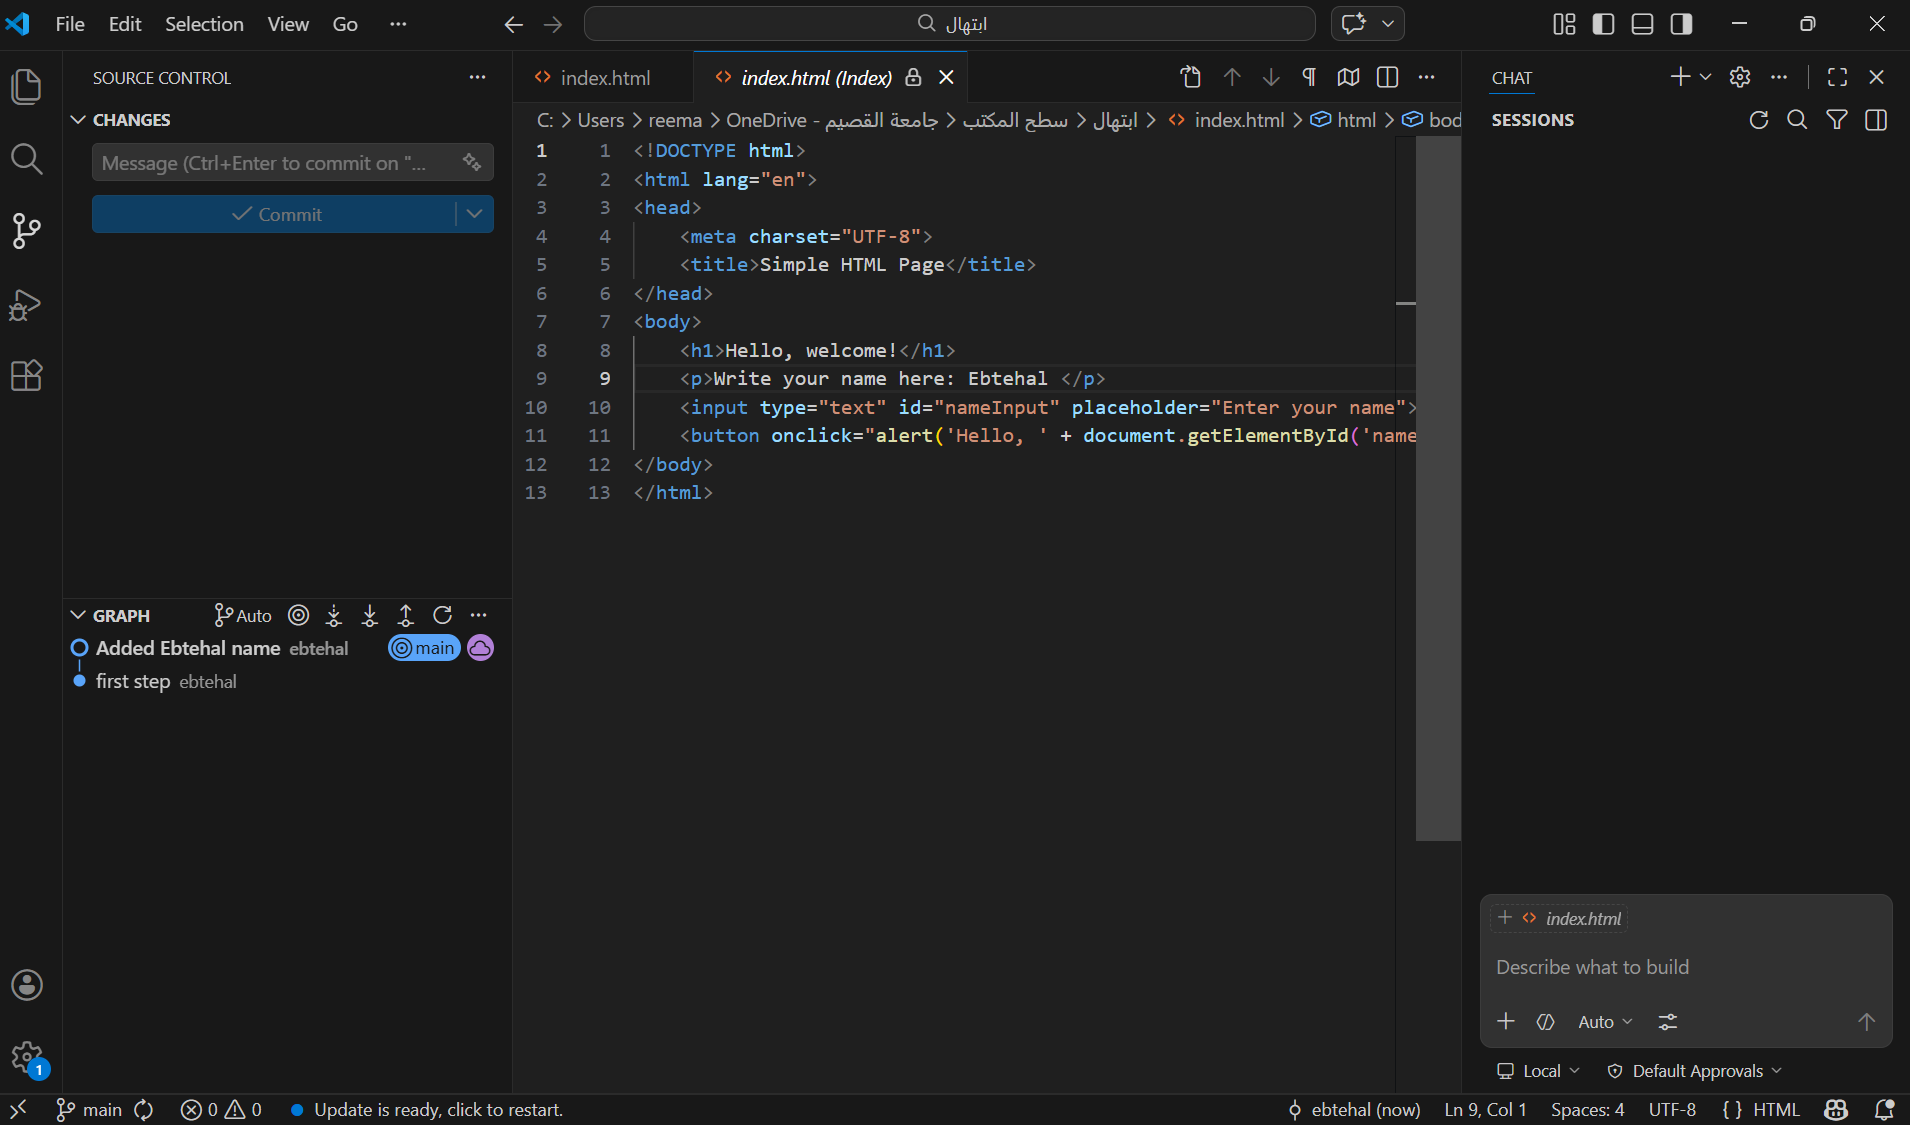 File Edit Selection View Go ···
ابتهال
SOURCE CONTROL
CHANGES
Message (Ctrl+Enter to commit on "...
Commit
index.html
index.html (Index)
C: > Users > reema > OneDrive - جامعة القصيم > سطح المكتب > ابتهال > index.html > html > bod
1 1 <!DOCTYPE html>
2 2 <html lang="en">
3 3 <head>
4 4 <meta charset="UTF-8">
5 5 <title>Simple HTML Page</title>
6 6 </head>
7 7 <body>
8 8 <h1>Hello, welcome!</h1>
9 9 <p>Write your name here: Ebtehal </p>
10 10 <input type="text" id="nameInput" placeholder="Enter your name">
11 11 <button onclick="alert('Hello, ' + document.getElementById('name
12 12 </body>
13 13 </html>
GRAPH Auto
Added Ebtehal name ebtehal main
first step ebtehal
CHAT
SESSIONS
index.html
Describe what to build
Auto
Local Default Approvals
1
main 0 0 Update is ready, click to restart.
ebtehal (now) Ln 9, Col 1 Spaces: 4 UTF-8 { } HTML